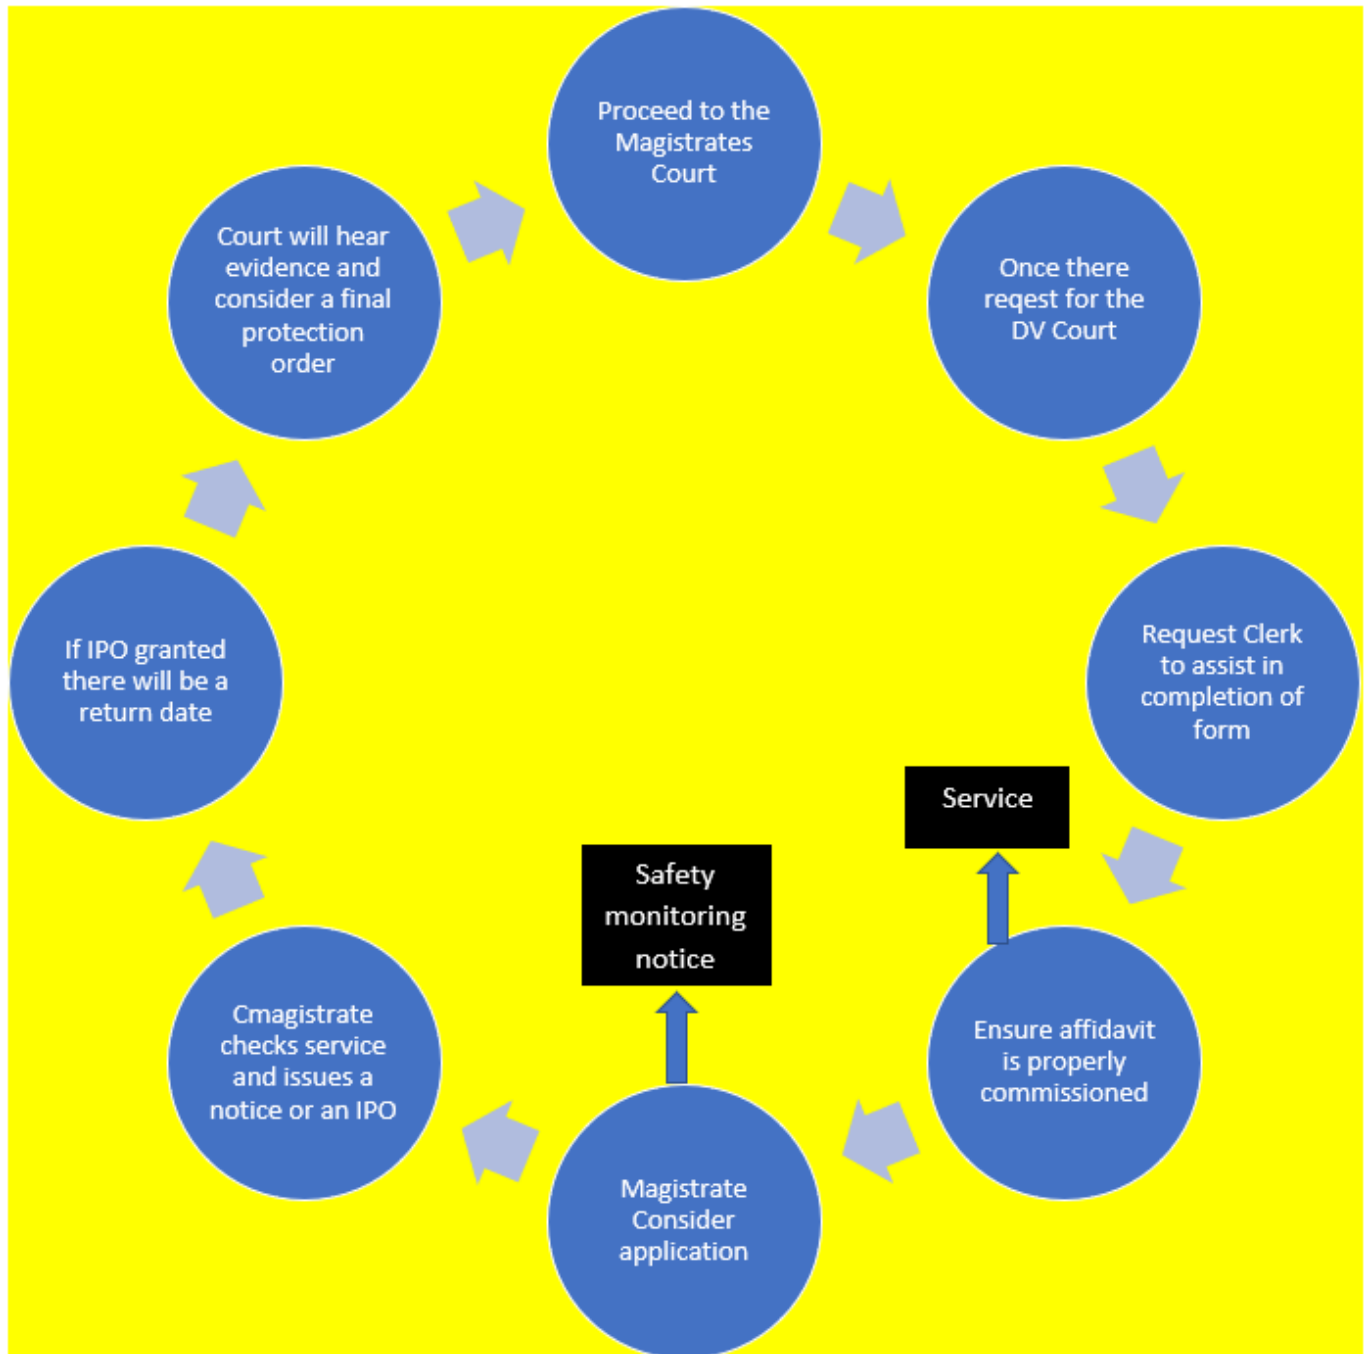 Proceed to the
Magistrates
Court
Once there
reqest for the
DV Court
Request Clerk
to assist in
completion of
form
Service
Ensure affidavit
is properly
commissioned
Safety
monitoring
notice
Magistrate
Consider
application
Cmagistrate
checks service
and issues a
notice or an IPO
If IPO granted
there will be a
return date
Court will hear
evidence and
consider a final
protection
order